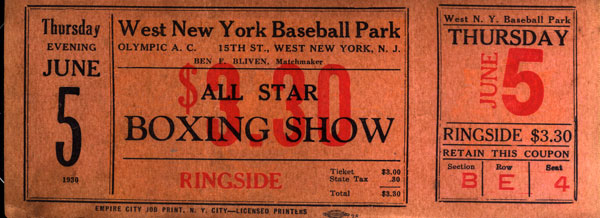 Thursday
EVENING
JUNE
5
1930
West New York Baseball Park
OLYMPIC A. C. 15TH ST., WEST NEW YORK, N. J.
BEN F. BLIVEN, Matchmaker
$3.30
ALL STAR
BOXING SHOW
RINGSIDE
Ticket $3.00
State Tax .30
Total $3.30
EMPIRE CITY JOB PRINT, N. Y. CITY—LICENSED PRINTERS
West N. Y. Baseball Park
THURSDAY
JUNE 5
RINGSIDE $3.30
RETAIN THIS COUPON
Section Row Seat
B E 4